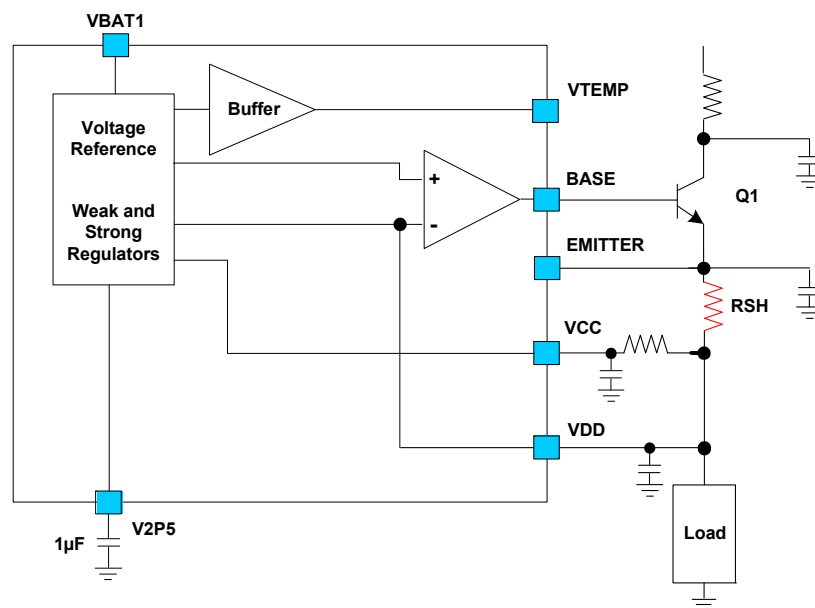 VBAT1
Buffer
VTEMP
Voltage
Reference
+
BASE
Q1
Weak and
Strong
Regulators
-
EMITTER
RSH
VCC
VDD
V2P5
1µF
Load